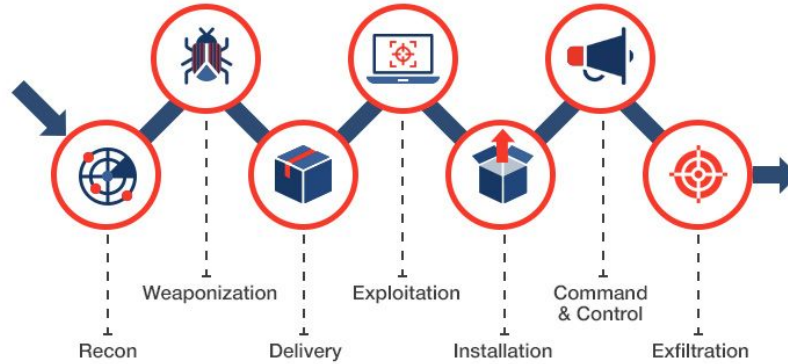 Recon
Weaponization
Delivery
Exploitation
Installation
Command
& Control
Exfiltration